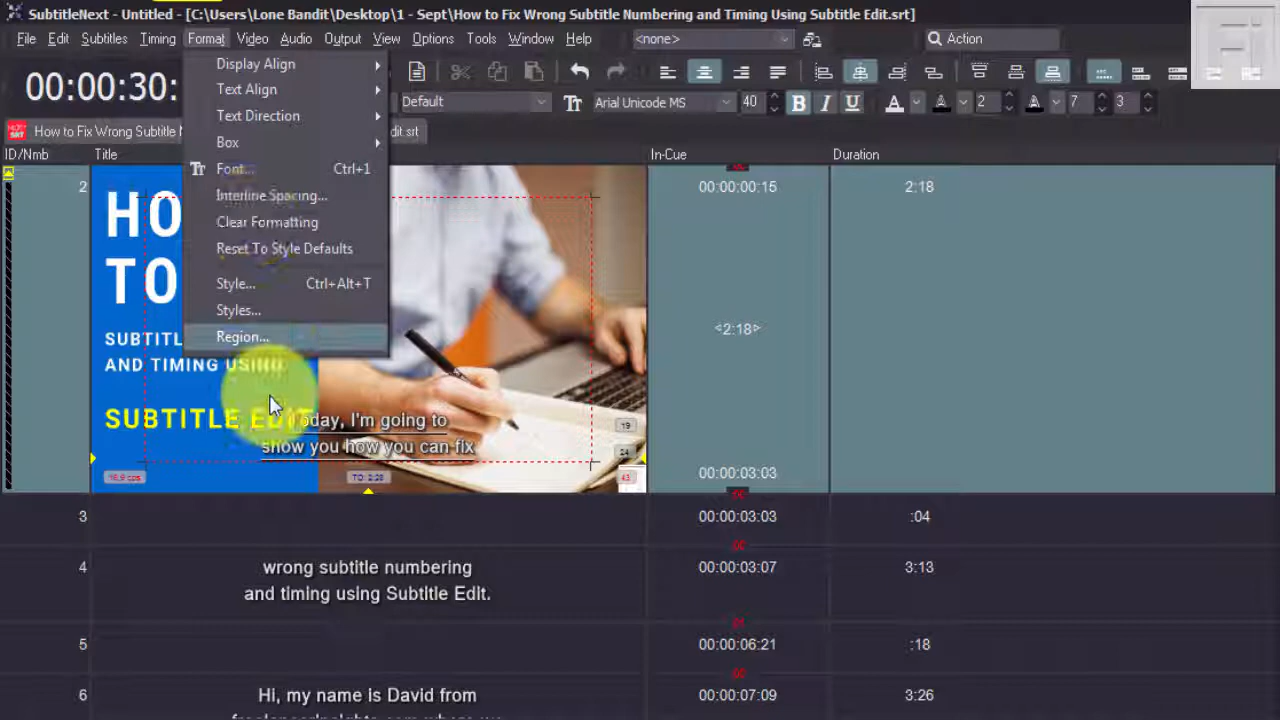 SubtitleNext - Untitled - [C:\Users\Lone Bandit\Desktop\1 - Sept\How to Fix Wrong Subtitle Numbering and Timing Using Subtitle Edit.srt]
File Edit Subtitles Timing Format Video Audio Output View Options Tools Window Help <none> Action
00:00:30:
Default Arial Unicode MS 40 B I U A 2 7 3
How to Fix Wrong Subtitle N
dit.srt
ID/Nmb Title In-Cue Duration
Display Align
Text Align
Text Direction
Box
Font... Ctrl+1
Interline Spacing...
Clear Formatting
Reset To Style Defaults
Style... Ctrl+Alt+T
Styles...
Region...
2 00:00:00:15 2:18
HO
TO
SUBTITL
AND TIMING USING
SUBTITLE EDIT
Today, I'm going to
show you how you can fix
<2:18>
19
24
43
00:00:03:03
3 00:00:03:03 :04
4 wrong subtitle numbering 00:00:03:07 3:13
and timing using Subtitle Edit.
5 00:00:06:21 :18
6 Hi, my name is David from 00:00:07:09 3:26